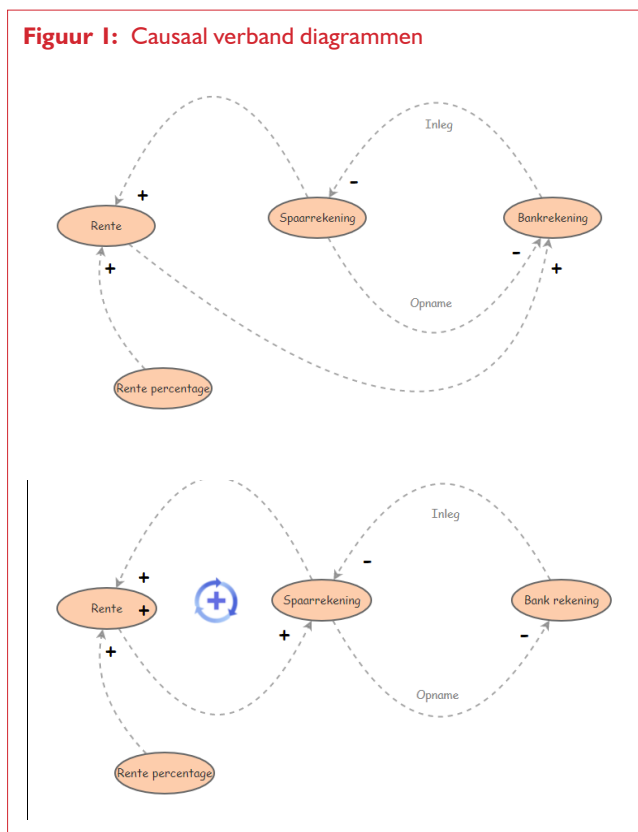 Figuur 1: Causaal verband diagrammen
Inleg
+
-
Rente
Spaarrekening
Bankrekening
-
+
+
Opname
Rente percentage
Inleg
-
+
+
Rente
+
Spaarrekening
Bank rekening
+
-
+
Opname
Rente percentage